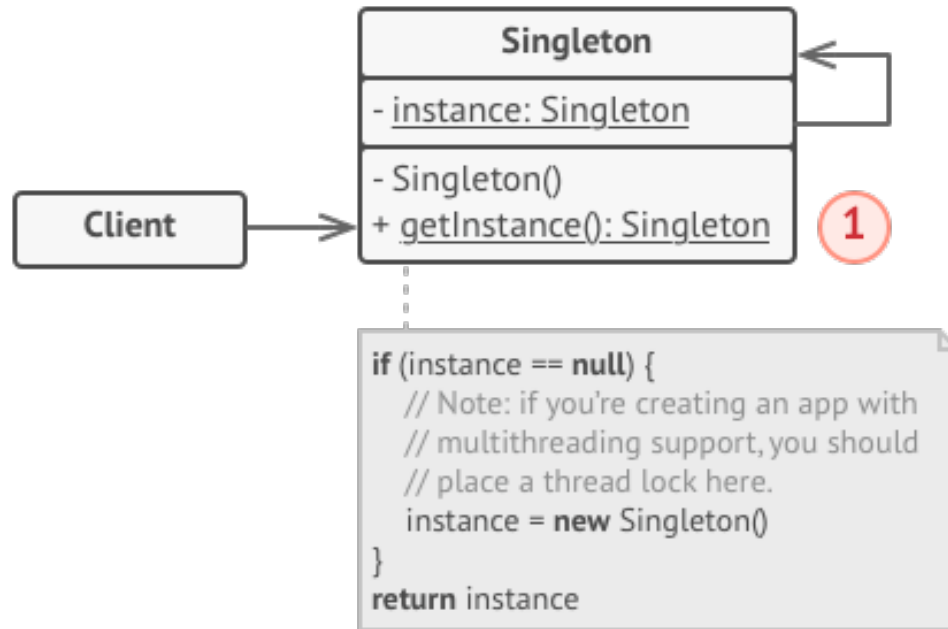 Singleton
- instance: Singleton
- Singleton()
+ getInstance(): Singleton
Client
1
if (instance == null) {
// Note: if you're creating an app with
// multithreading support, you should
// place a thread lock here.
instance = new Singleton()
}
return instance